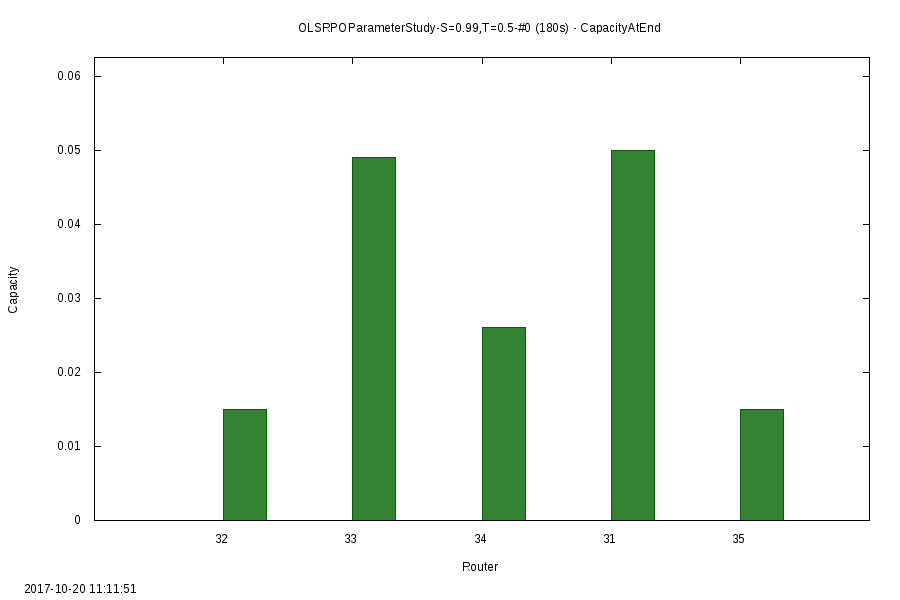 OLSRPOParameterStudy-S=0.99,T=0.5-#0 (180s) - CapacityAtEnd
0.06
0.05
0.04
0.03
0.02
0.01
0
Capacity
32 33 34 31 35
Router
2017-10-20 11:11:51